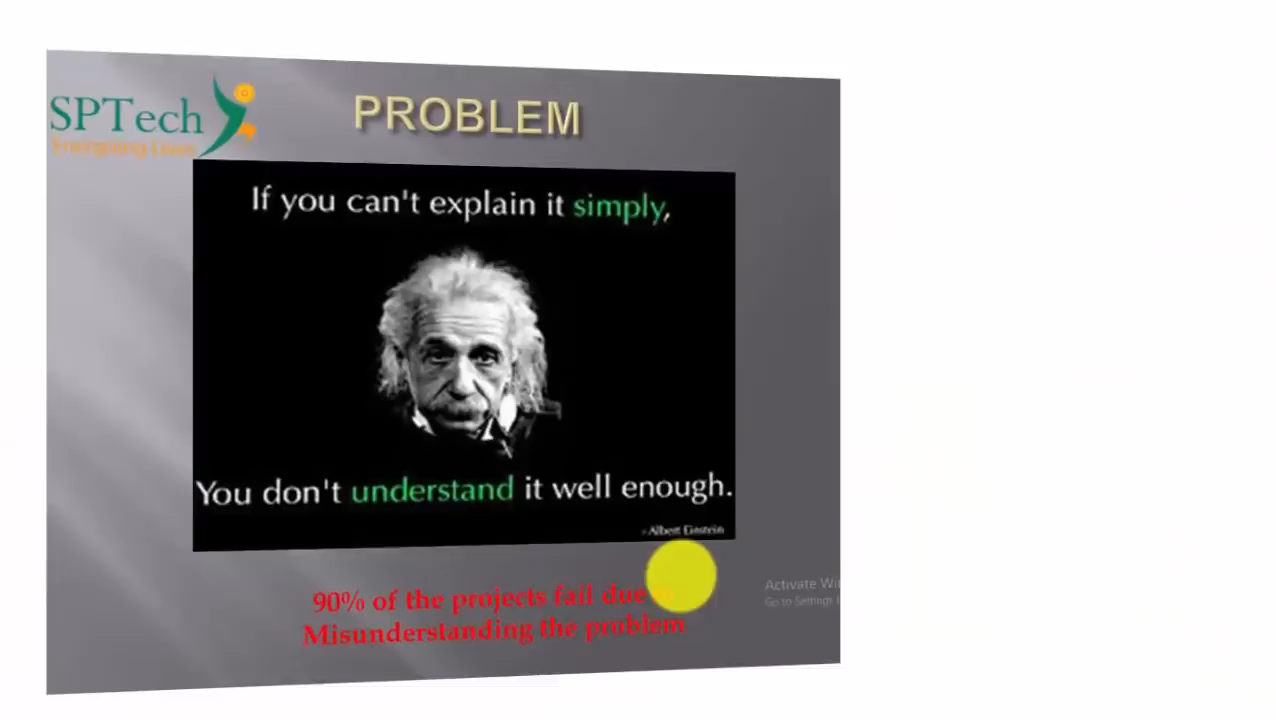 SPTech
Energizing Lives
PROBLEM
If you can't explain it simply,
You don't understand it well enough.
- Albert Einstein
90% of the projects fail due
Misunderstanding the problem
Activate Wi
Go to Settings